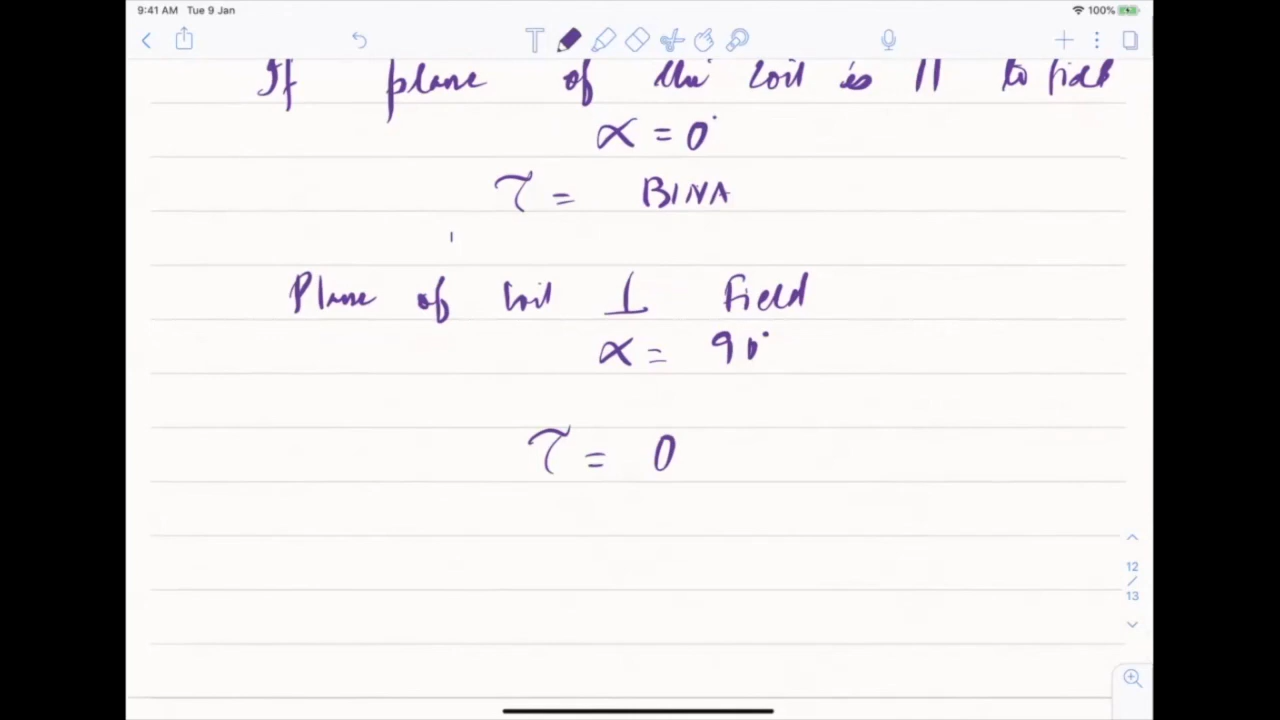 9:41 AM Tue 9 Jan 100%
If plane of the coil is || to field
α = 0°
τ = BINA
Plane of coil ⊥ Field
α = 90°
τ = 0
12
/
13